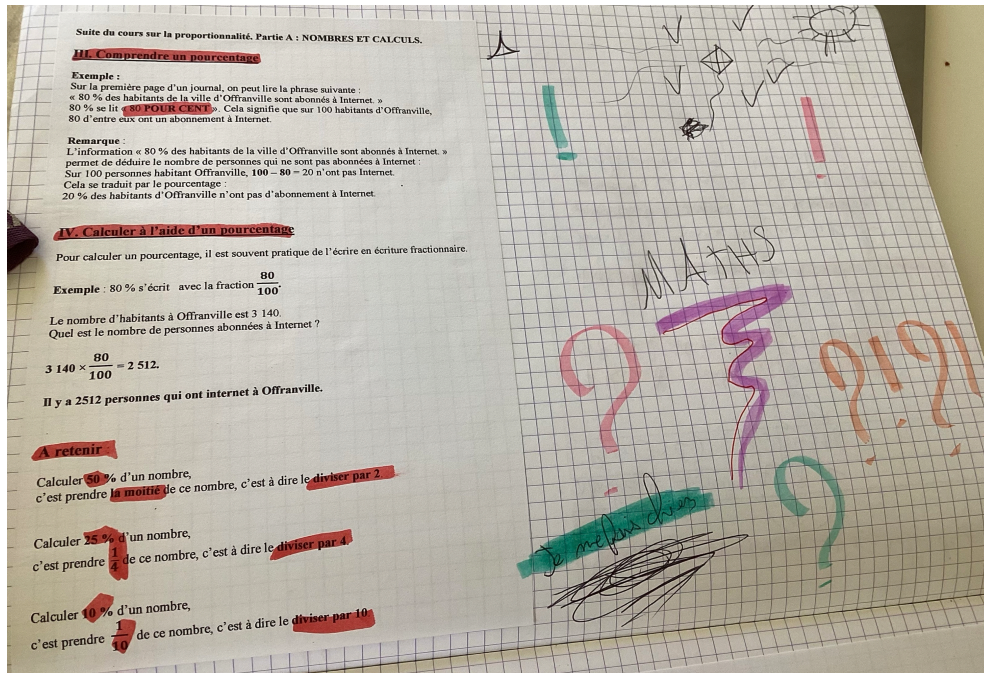 Suite du cours sur la proportionnalité. Partie A : NOMBRES ET CALCULS.
III. Comprendre un pourcentage
Exemple :
Sur la première page d'un journal, on peut lire la phrase suivante :
« 80 % des habitants de la ville d'Offranville sont abonnés à Internet. »
80 % se lit « 80 POUR CENT ». Cela signifie que sur 100 habitants d'Offranville,
80 d'entre eux ont un abonnement à Internet.
Remarque :
L'information « 80 % des habitants de la ville d'Offranville sont abonnés à Internet. »
permet de déduire le nombre de personnes qui ne sont pas abonnées à Internet :
Sur 100 personnes habitant Offranville, 100 – 80 = 20 n'ont pas Internet.
Cela se traduit par le pourcentage :
20 % des habitants d'Offranville n'ont pas d'abonnement à Internet.
IV. Calculer à l'aide d'un pourcentage
Pour calculer un pourcentage, il est souvent pratique de l'écrire en écriture fractionnaire.
Exemple : 80 % s'écrit avec la fraction 80/100.
Le nombre d'habitants à Offranville est 3 140.
Quel est le nombre de personnes abonnées à Internet ?
3 140 × 80/100 = 2 512.
Il y a 2512 personnes qui ont internet à Offranville.
A retenir :
Calculer 50 % d'un nombre,
c'est prendre la moitié de ce nombre, c'est à dire le diviser par 2.
Calculer 25 % d'un nombre,
c'est prendre 1/4 de ce nombre, c'est à dire le diviser par 4.
Calculer 10 % d'un nombre,
c'est prendre 1/10 de ce nombre, c'est à dire le diviser par 10.
!
!
MATHS
? ? ! ? !
?
Je me fais chier